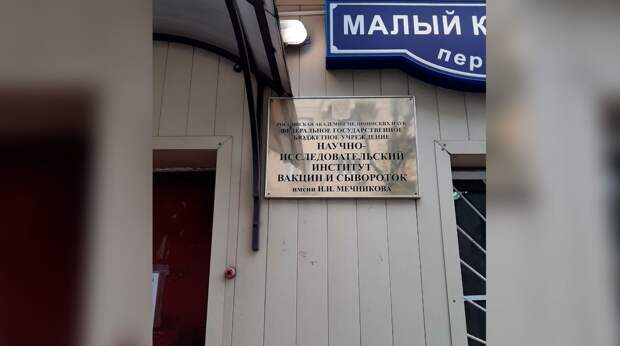 МАЛЫЙ К
пер
РОССИЙСКАЯ АКАДЕМИЯ МЕДИЦИНСКИХ НАУК
ФЕДЕРАЛЬНОЕ ГОСУДАРСТВЕННОЕ
БЮДЖЕТНОЕ УЧРЕЖДЕНИЕ
НАУЧНО-
ИССЛЕДОВАТЕЛЬСКИЙ
ИНСТИТУТ
ВАКЦИН И СЫВОРОТОК
имени И.И. МЕЧНИКОВА